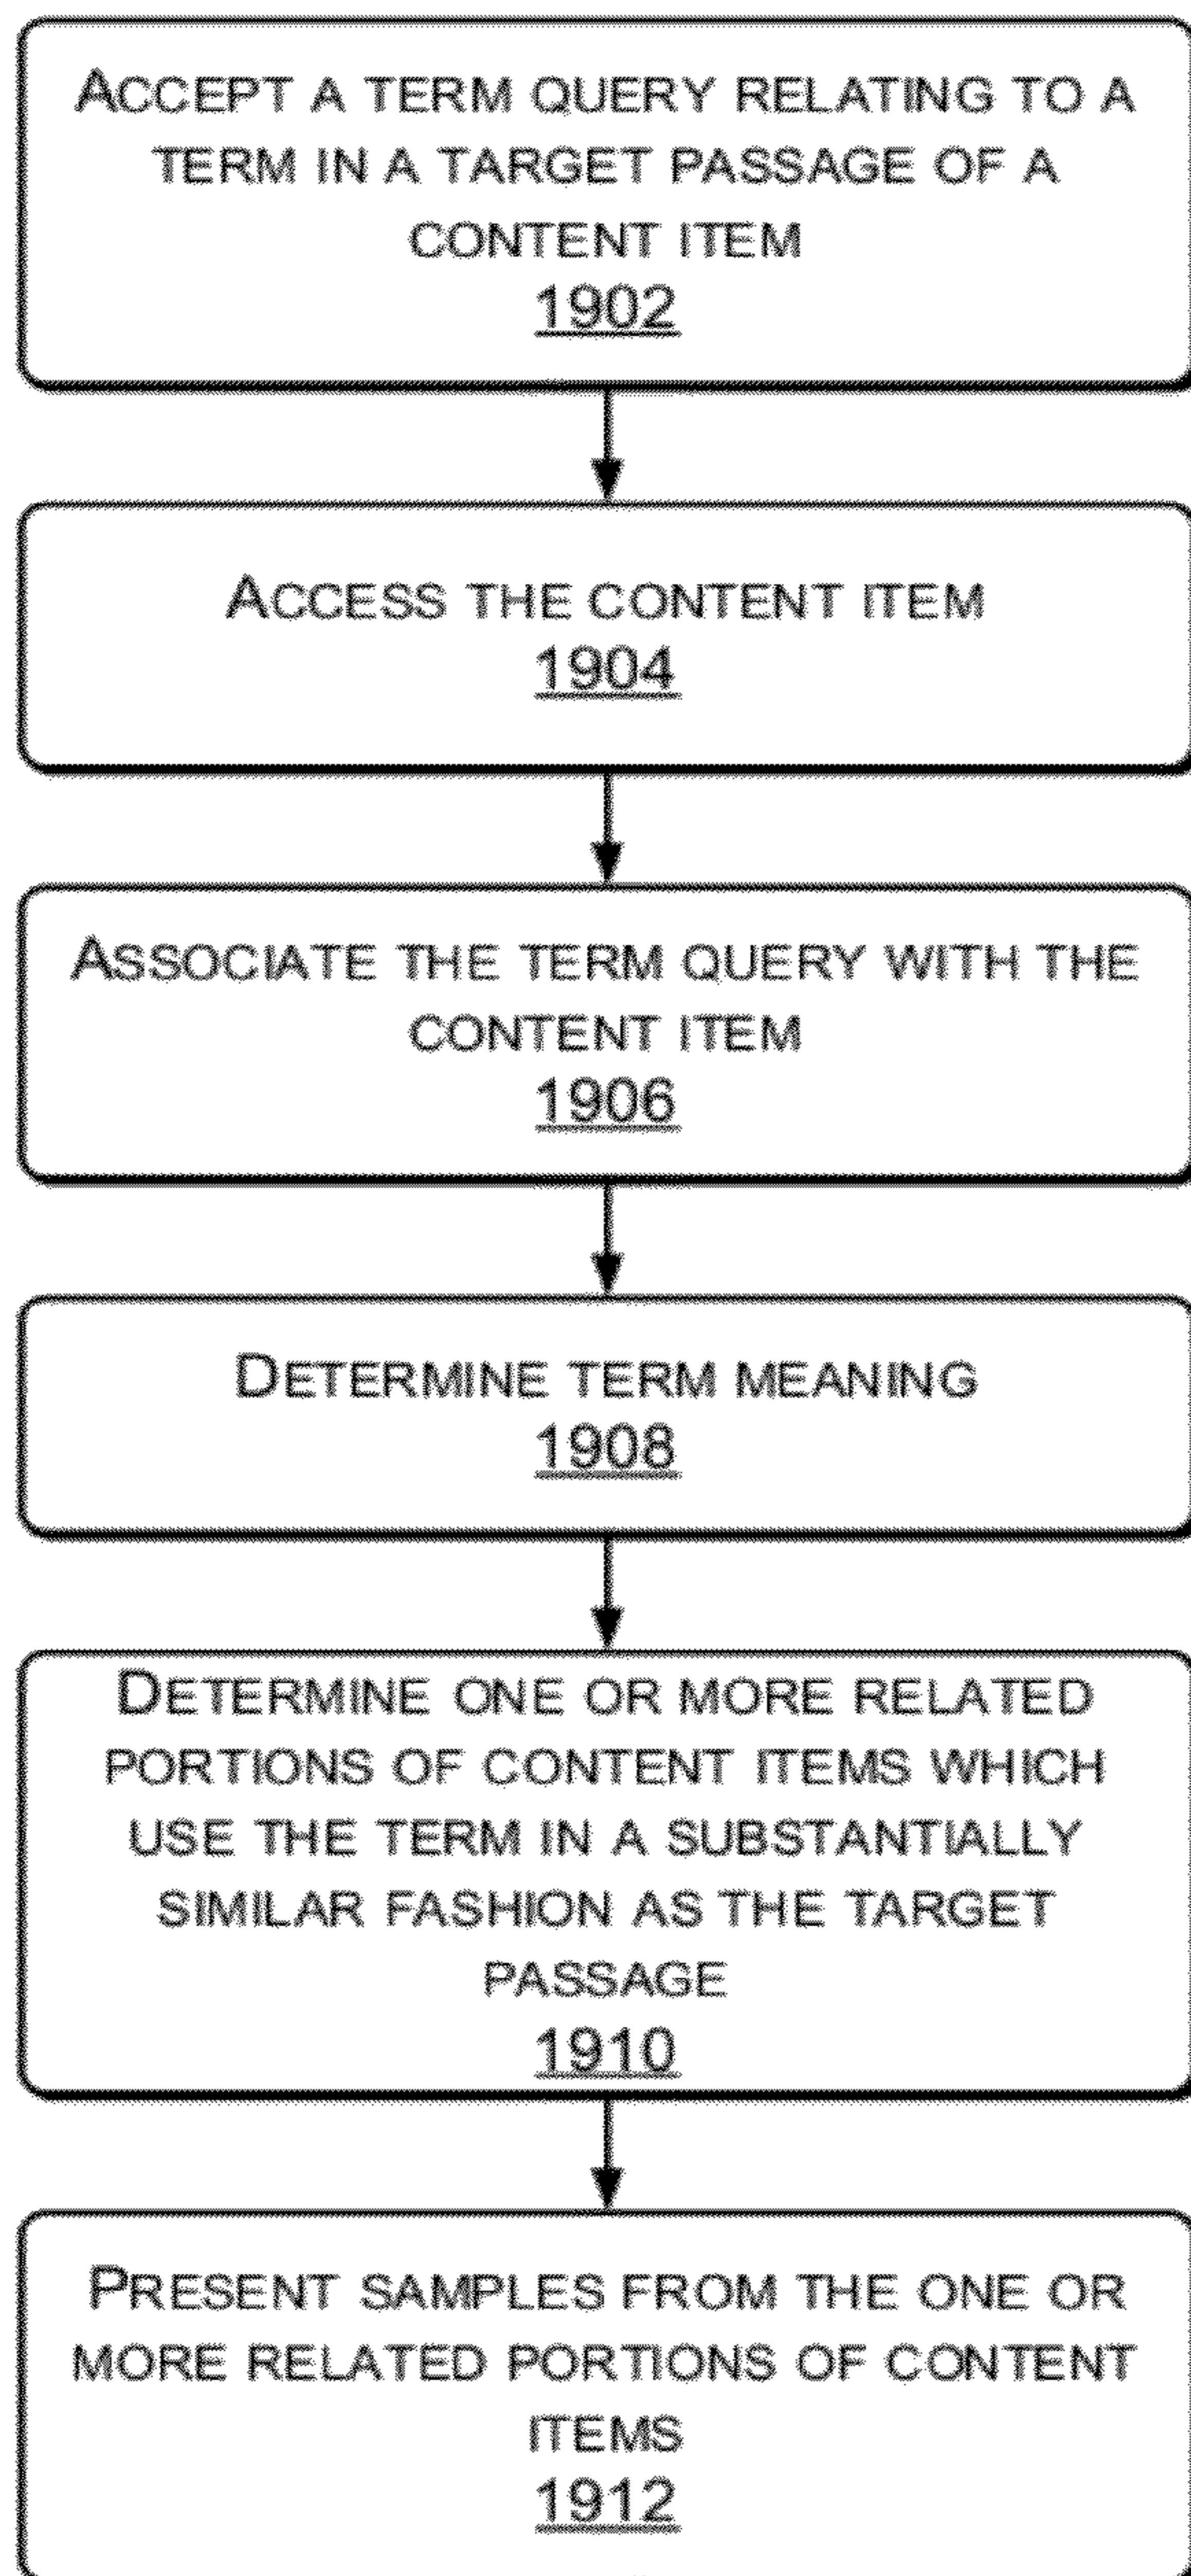 ACCEPT A TERM QUERY RELATING TO A
TERM IN A TARGET PASSAGE OF A
CONTENT ITEM
1902
ACCESS THE CONTENT ITEM
1904
ASSOCIATE THE TERM QUERY WITH THE
CONTENT ITEM
1906
DETERMINE TERM MEANING
1908
DETERMINE ONE OR MORE RELATED
PORTIONS OF CONTENT ITEMS WHICH
USE THE TERM IN A SUBSTANTIALLY
SIMILAR FASHION AS THE TARGET
PASSAGE
1910
PRESENT SAMPLES FROM THE ONE OR
MORE RELATED PORTIONS OF CONTENT
ITEMS
1912